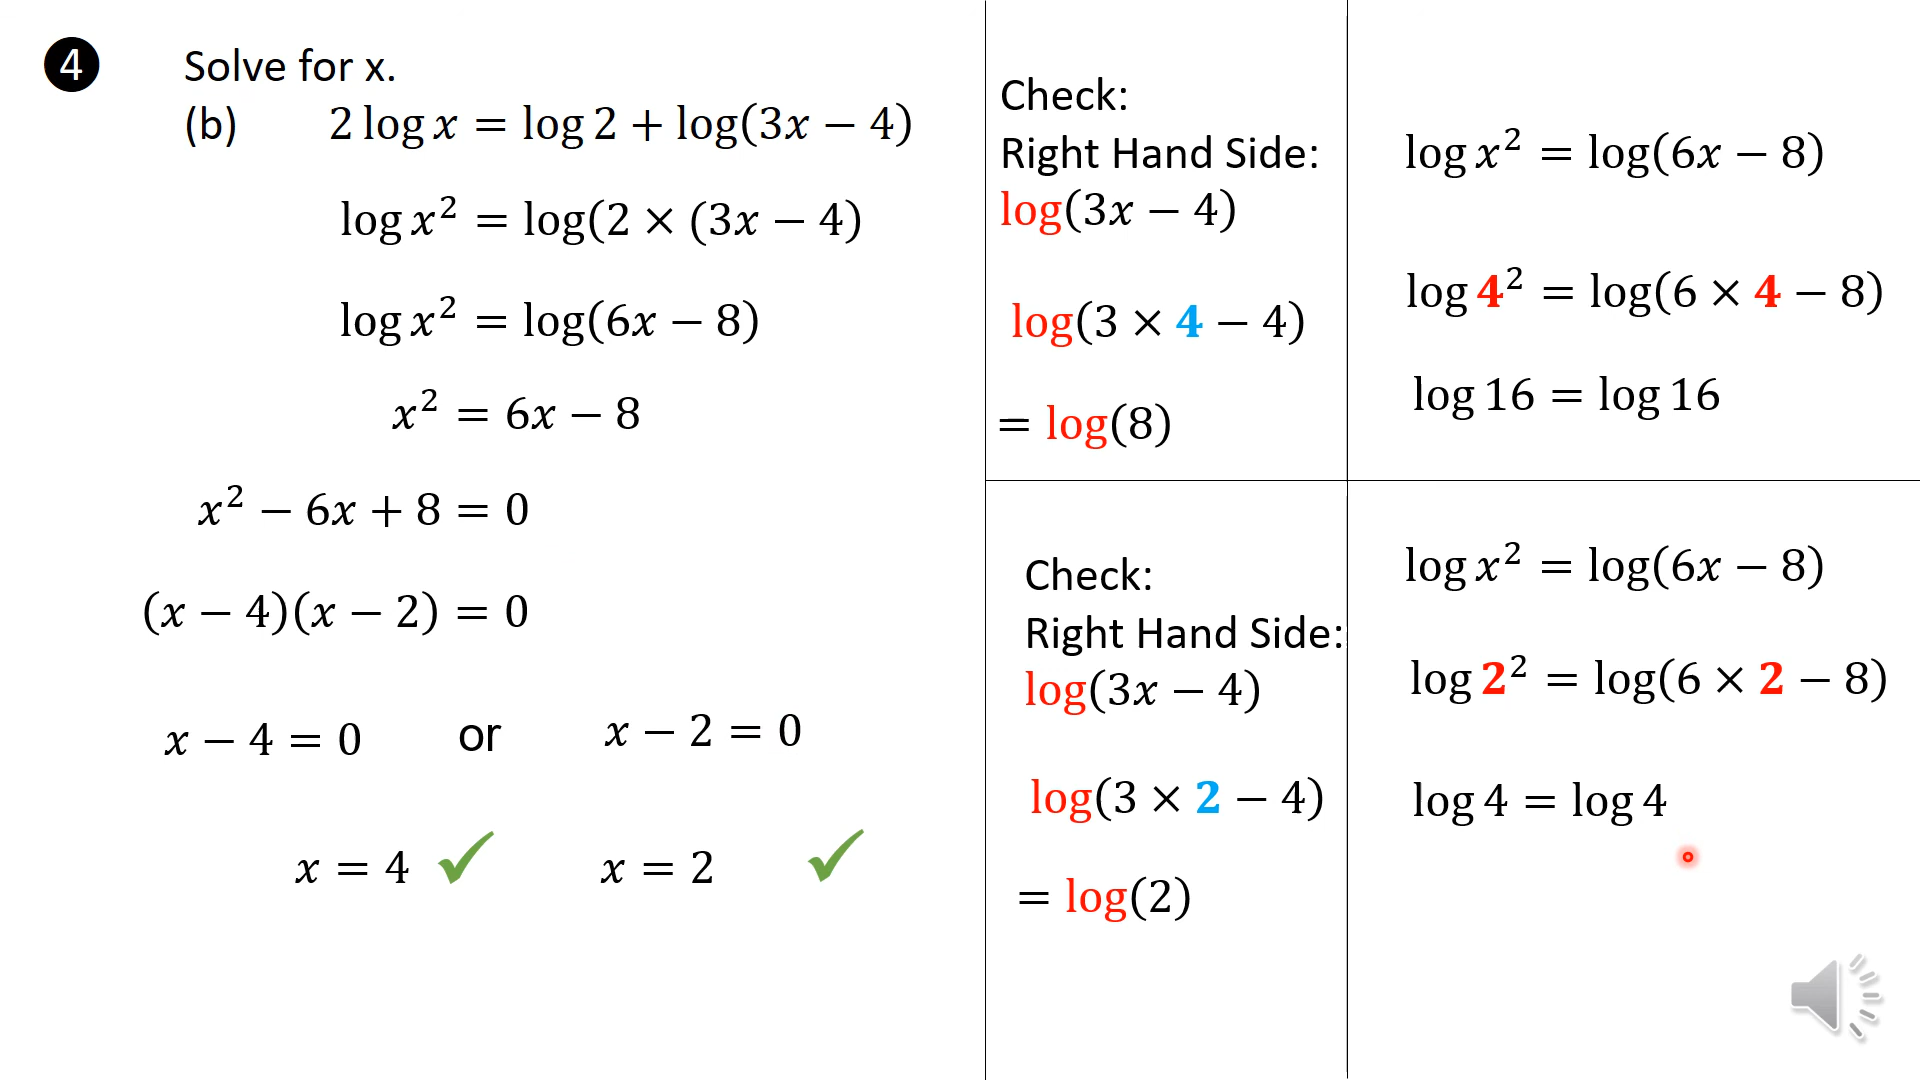 4 Solve for x.
(b) 2 log x = log 2 + log(3x − 4)
log x² = log(2 × (3x − 4)
log x² = log(6x − 8)
x² = 6x − 8
x² − 6x + 8 = 0
(x − 4)(x − 2) = 0
x − 4 = 0 or x − 2 = 0
x = 4 ✓ x = 2 ✓
Check:
Right Hand Side:
log(3x − 4)
log(3 × 4 − 4)
= log(8)
log x² = log(6x − 8)
log 4² = log(6 × 4 − 8)
log 16 = log 16
Check:
Right Hand Side:
log(3x − 4)
log(3 × 2 − 4)
= log(2)
log x² = log(6x − 8)
log 2² = log(6 × 2 − 8)
log 4 = log 4